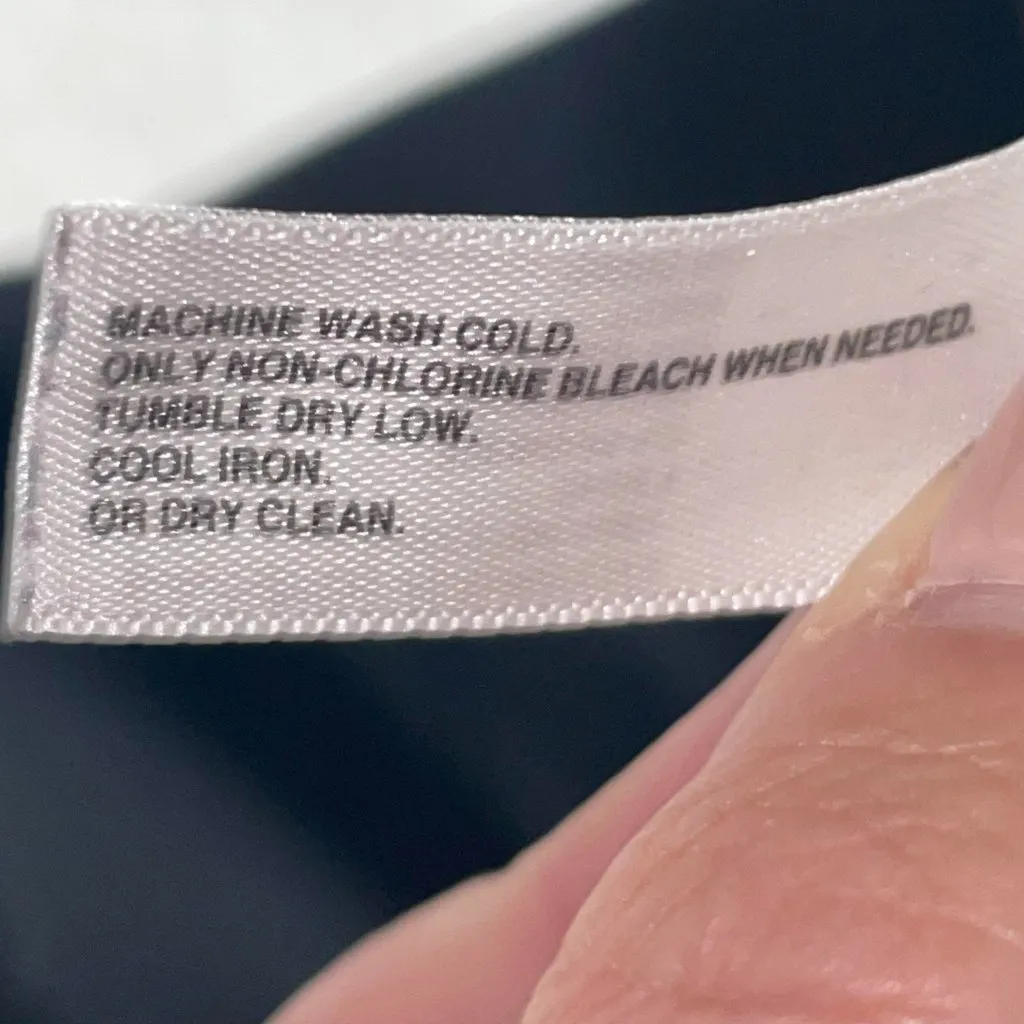 MACHINE WASH COLD.
ONLY NON-CHLORINE BLEACH WHEN NEEDED.
TUMBLE DRY LOW.
COOL IRON.
OR DRY CLEAN.